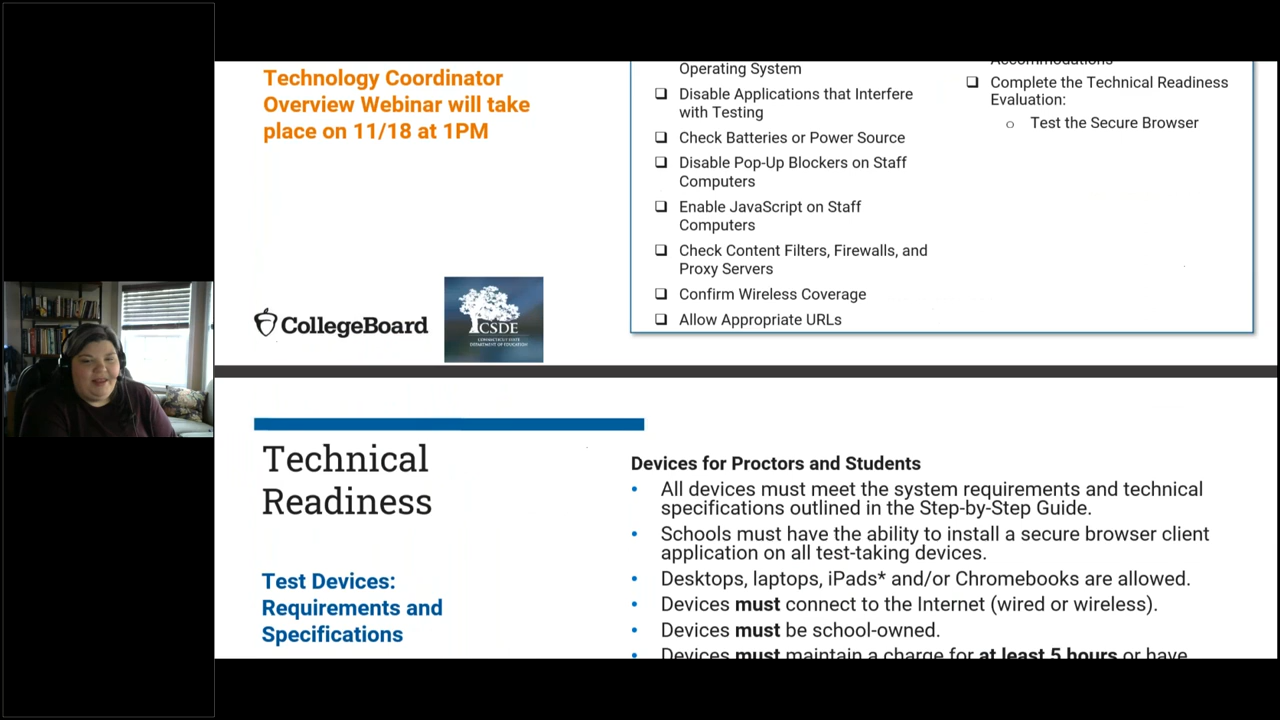 Technology Coordinator
Overview Webinar will take
place on 11/18 at 1PM
Operating System
❑ Disable Applications that Interfere
with Testing
❑ Check Batteries or Power Source
❑ Disable Pop-Up Blockers on Staff
Computers
❑ Enable JavaScript on Staff
Computers
❑ Check Content Filters, Firewalls, and
Proxy Servers
❑ Confirm Wireless Coverage
❑ Allow Appropriate URLs
Accommodations
❑ Complete the Technical Readiness
Evaluation:
o Test the Secure Browser
CollegeBoard
CSDE
CONNECTICUT STATE
DEPARTMENT OF EDUCATION
Technical
Readiness
Test Devices:
Requirements and
Specifications
Devices for Proctors and Students
• All devices must meet the system requirements and technical
specifications outlined in the Step-by-Step Guide.
• Schools must have the ability to install a secure browser client
application on all test-taking devices.
• Desktops, laptops, iPads* and/or Chromebooks are allowed.
• Devices must connect to the Internet (wired or wireless).
• Devices must be school-owned.
• Devices must maintain a charge for at least 5 hours or have